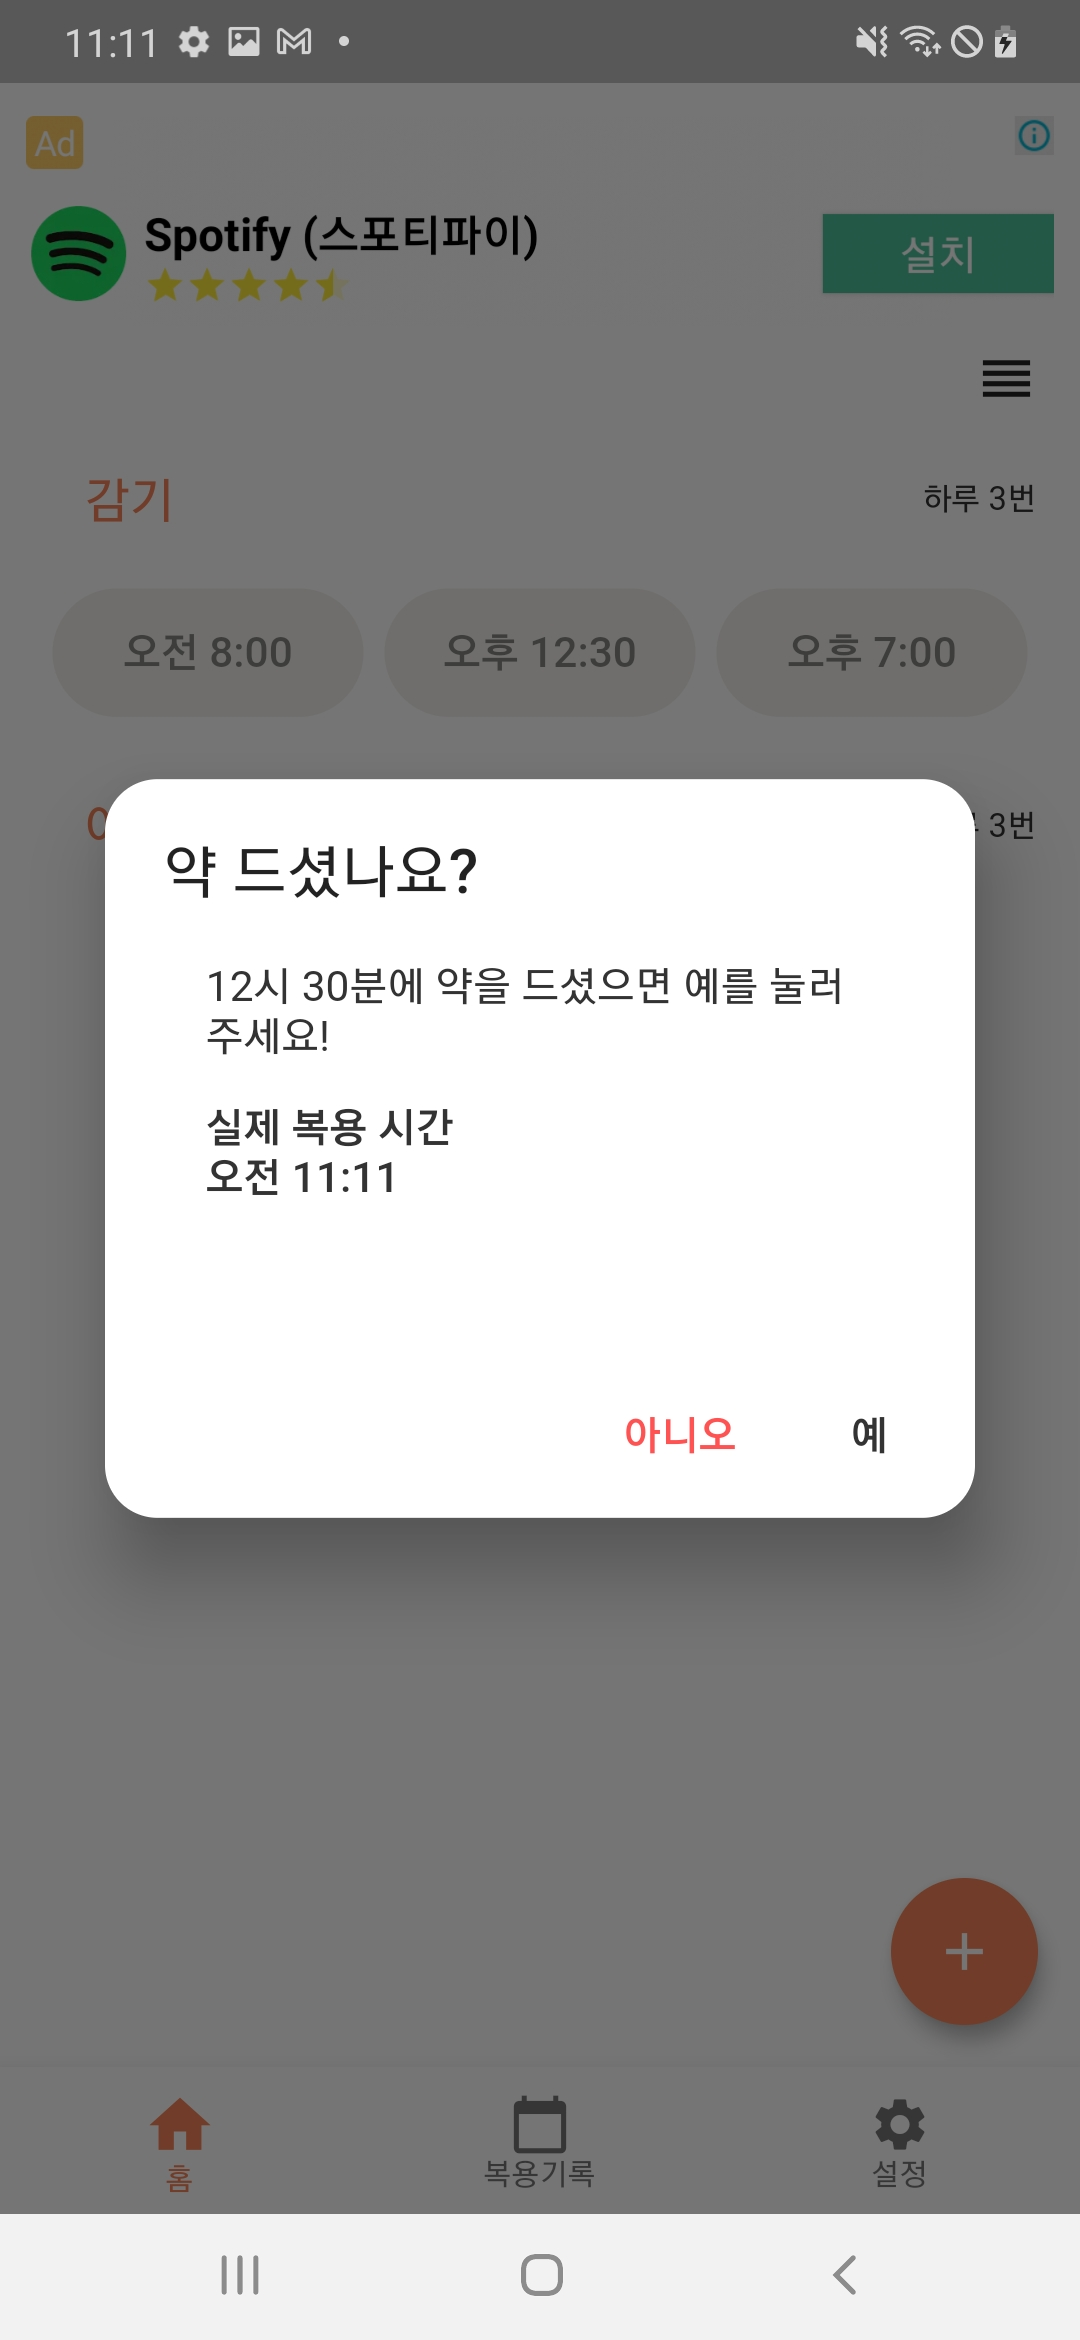 11:11
Ad
Spotify (스포티파이)
설치
감기
하루 3번
오전 8:00
오후 12:30
오후 7:00
3번
약 드셨나요?
12시 30분에 약을 드셨으면 예를 눌러
주세요!
실제 복용 시간
오전 11:11
아니오
예
홈
복용기록
설정